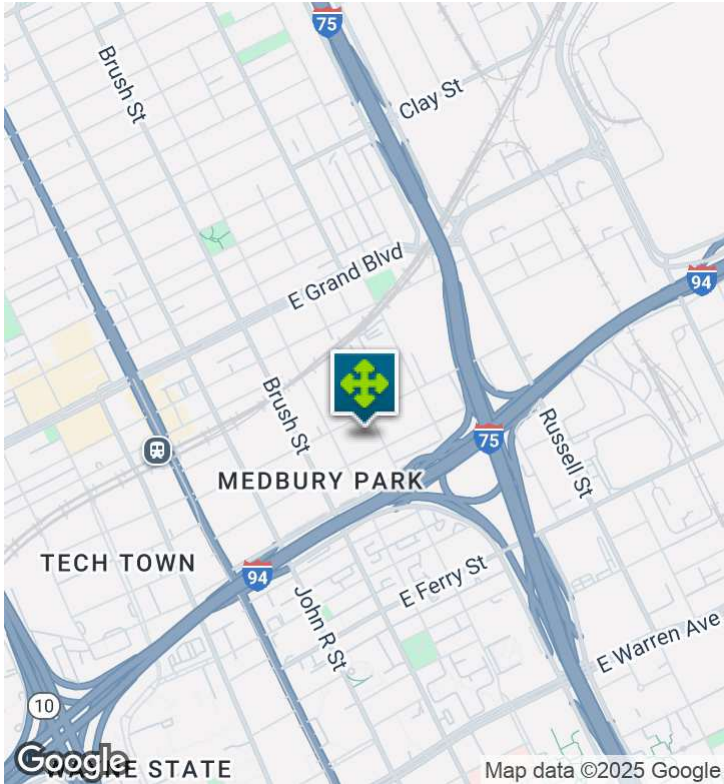 75
Brush St
Clay St
E Grand Blvd
94
Brush St
75
Russell St
MEDBURY PARK
TECH TOWN
94
John R St
E Ferry St
E Warren Ave
10
Google
STATE
Map data ©2025 Google